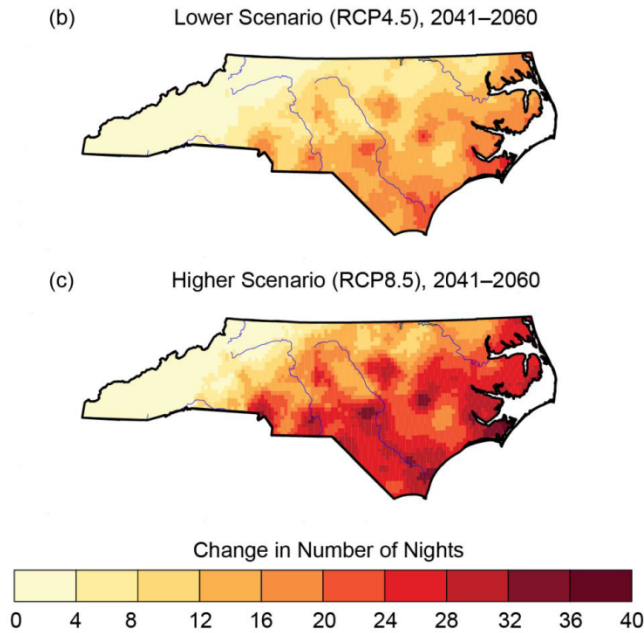 (b) Lower Scenario (RCP4.5), 2041–2060
(c) Higher Scenario (RCP8.5), 2041–2060
Change in Number of Nights
0 4 8 12 16 20 24 28 32 36 40